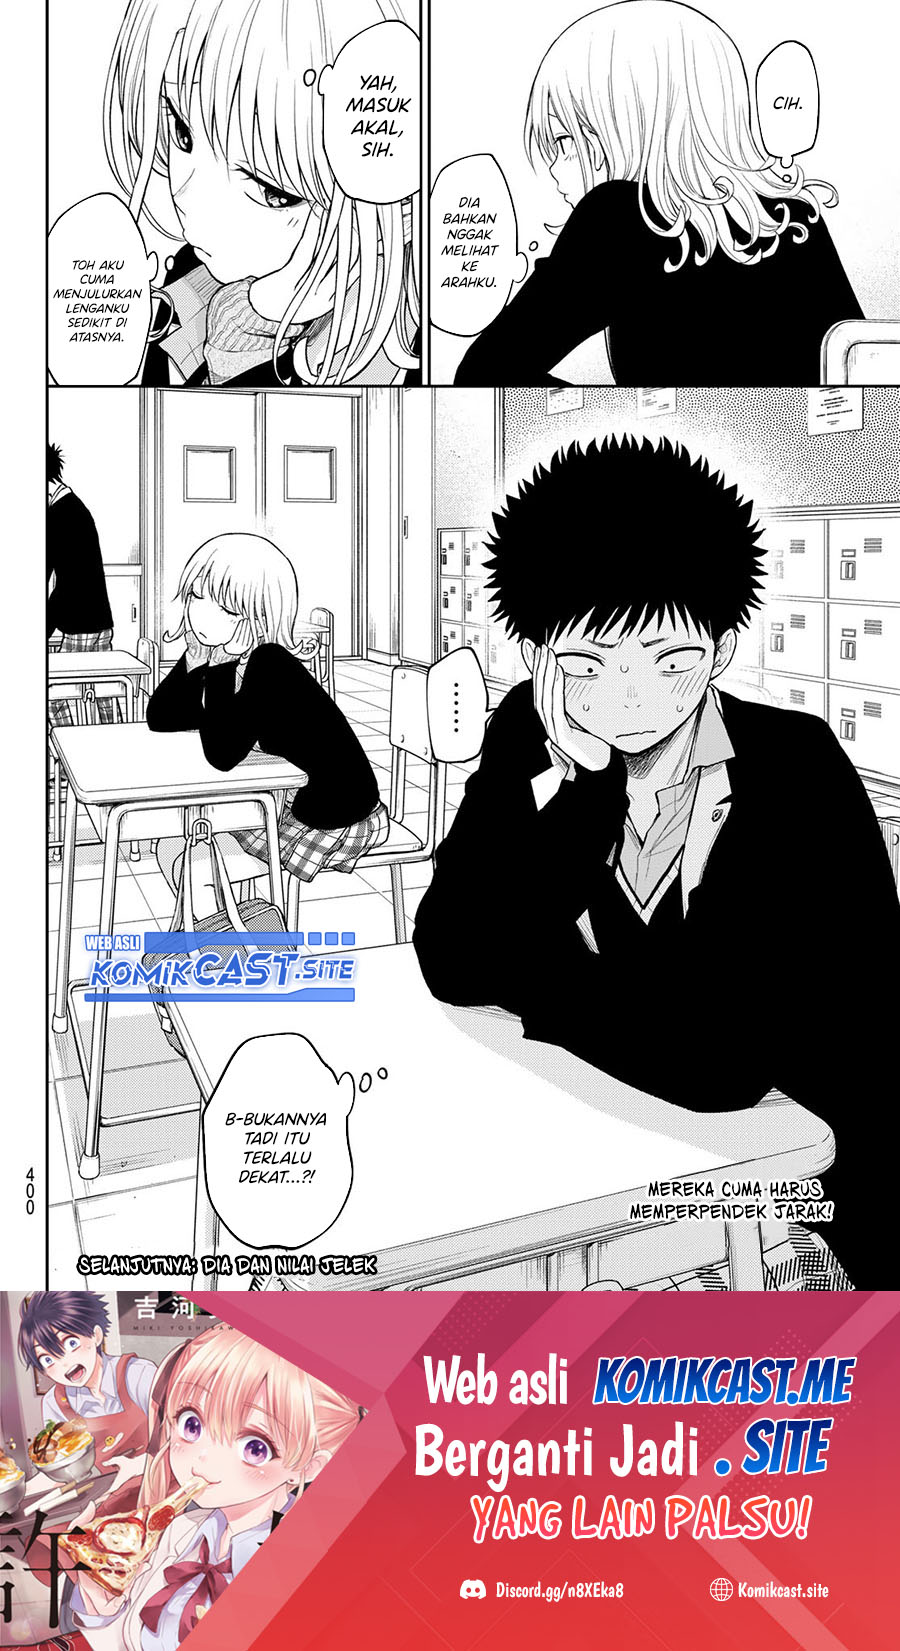 CIH.
DIA
BAHKAN
NGGAK
MELIHAT
KE
ARAHKU.
YAH,
MASUK
AKAL,
SIH.
TOH AKU
CUMA
MENJULURKAN
LENGANKU
SEDIKIT DI
ATASNYA.
.......
WEB ASLI
KOMIKCAST.SITE
B-BUKANNYA
TADI ITU
TERLALU
DEKAT...?!
400
MEREKA CUMA HARUS
MEMPERPENDEK JARAK!
SELANJUTNYA: DIA DAN NILAI JELEK
吉河
MIKI YOSHIKAW
許
Web asli KOMIKCAST.ME
Berganti Jadi .SITE
YANG LAIN PALSU!
Discord.gg/n8XEka8
Komikcast.site